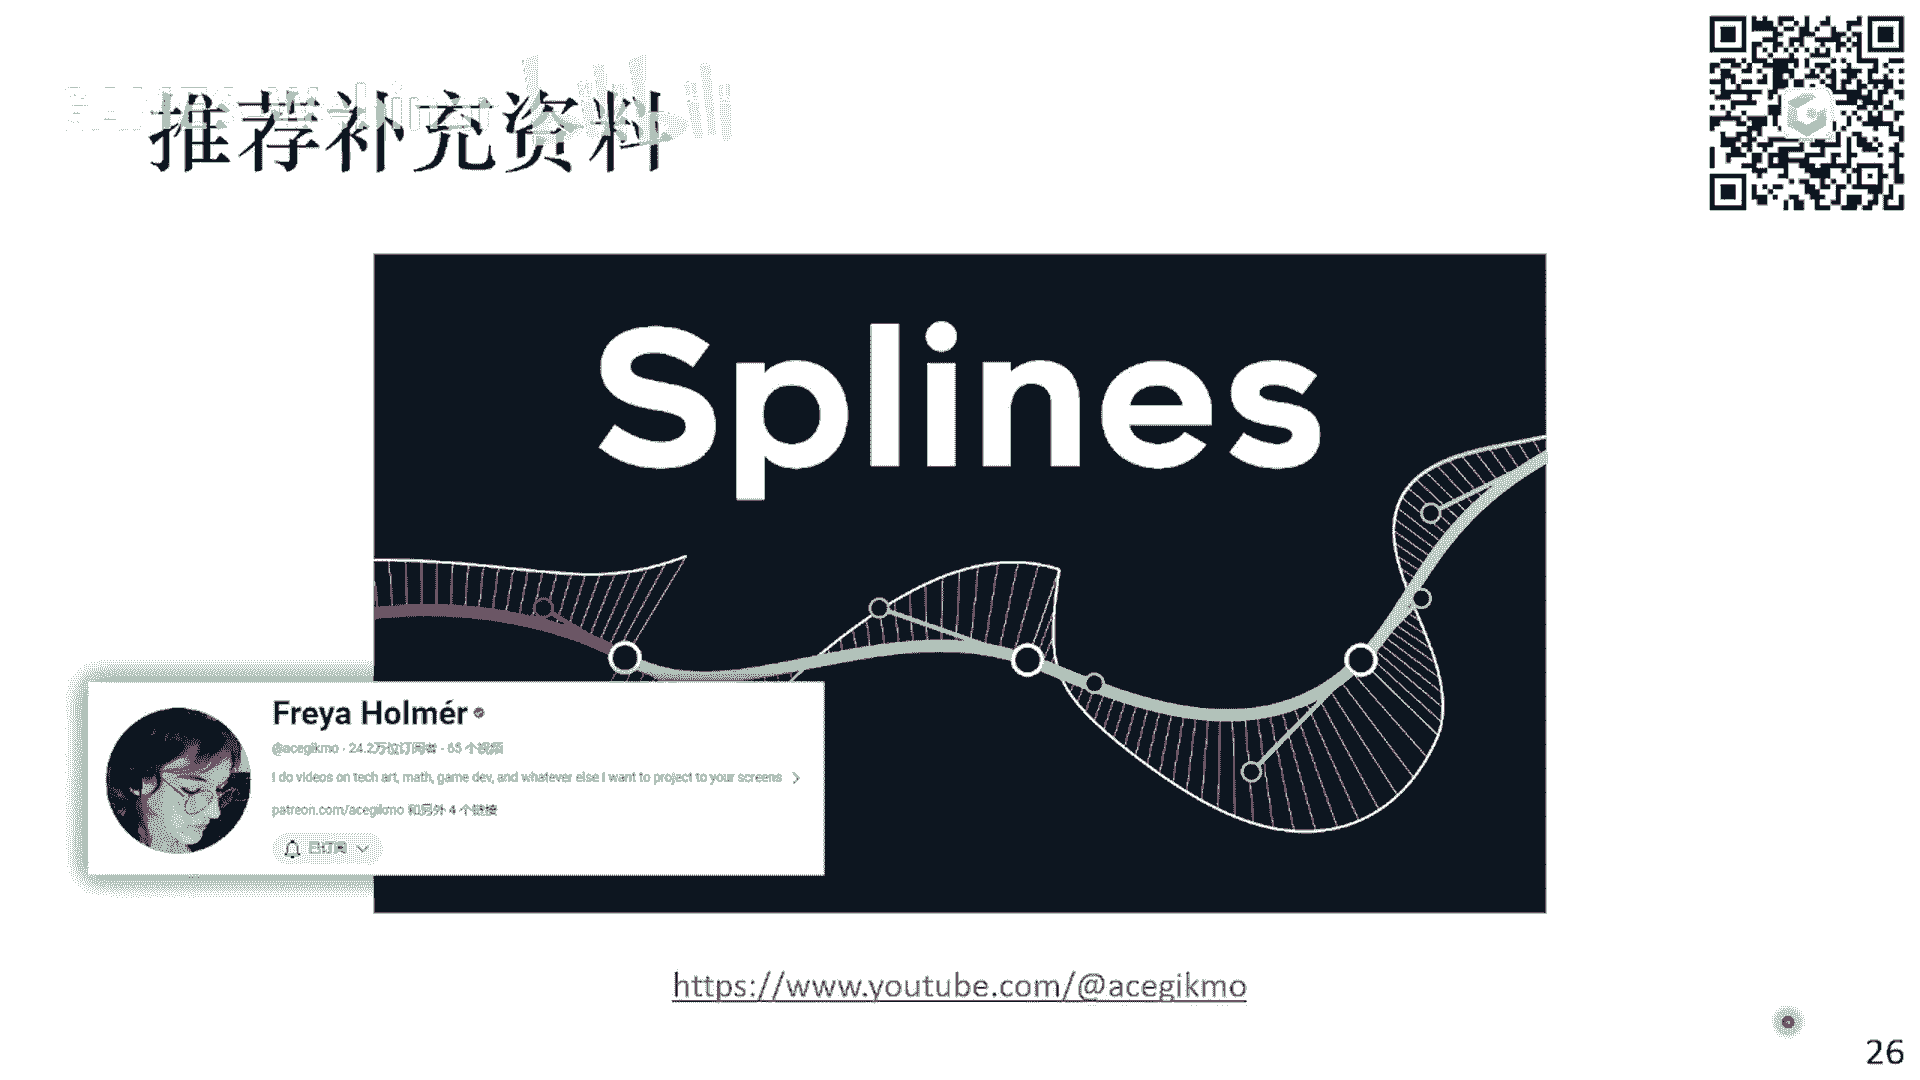 推荐补充资料
Splines
Freya Holmér
@acegikmo · 24.2万位订阅者 · 65 个视频
I do videos on tech art, math, game dev, and whatever else I want to project to your screens
patreon.com/acegikmo 和另外 4 个链接
已订阅
https://www.youtube.com/@acegikmo
26